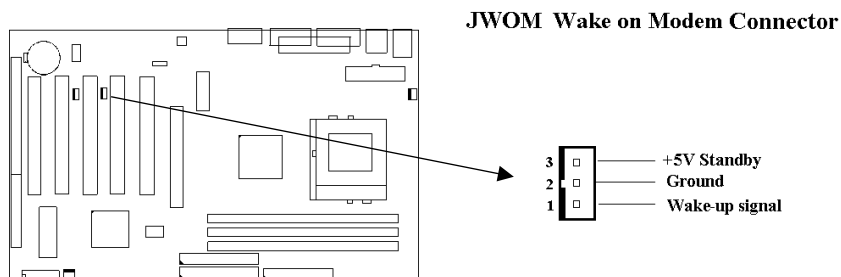 JWOM Wake on Modem Connector
3 +5V Standby
2 Ground
1 Wake-up signal